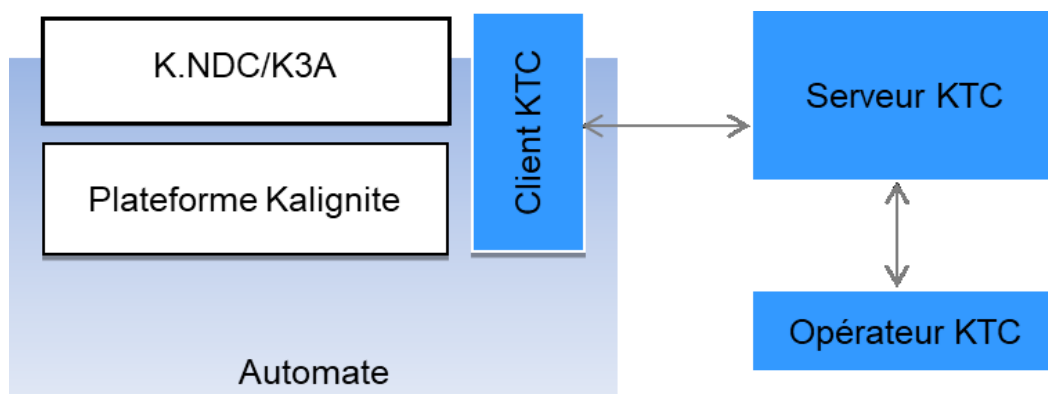 K.NDC/K3A
Plateforme Kalignite
Client KTC
Automate
Serveur KTC
Opérateur KTC